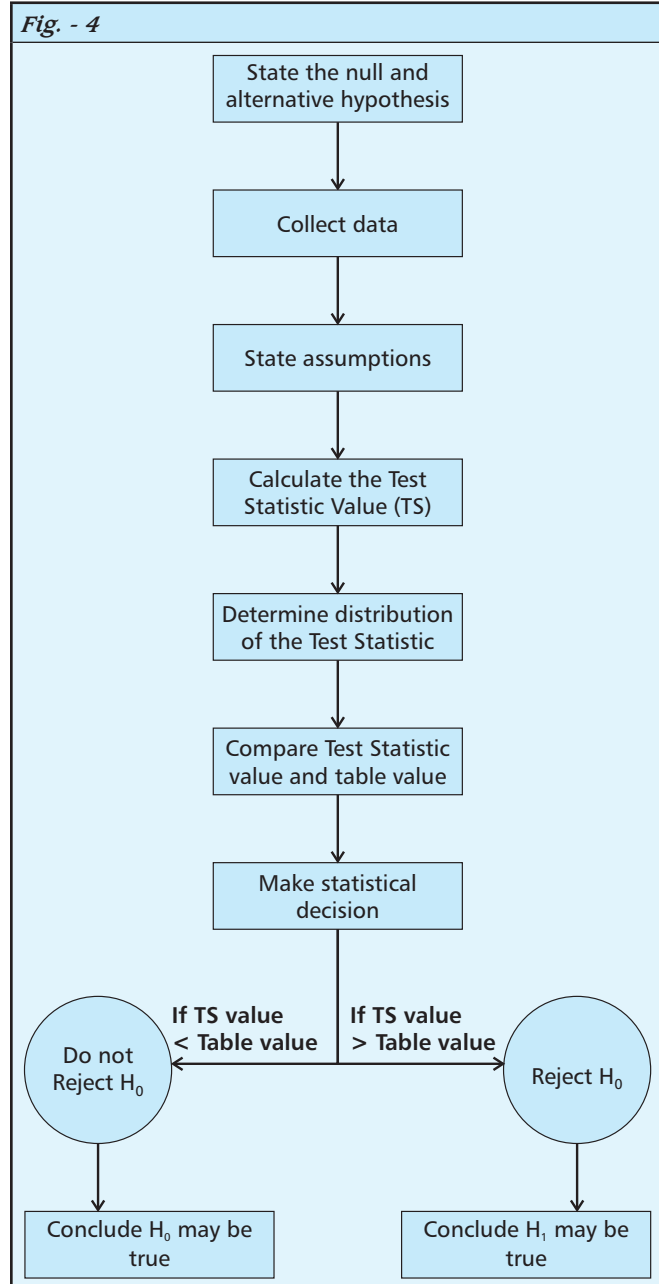 Fig. - 4
State the null and
alternative hypothesis
Collect data
State assumptions
Calculate the Test
Statistic Value (TS)
Determine distribution
of the Test Statistic
Compare Test Statistic
value and table value
Make statistical
decision
If TS value
< Table value
If TS value
> Table value
Do not
Reject H₀
Reject H₀
Conclude H₀ may be
true
Conclude H₁ may be
true